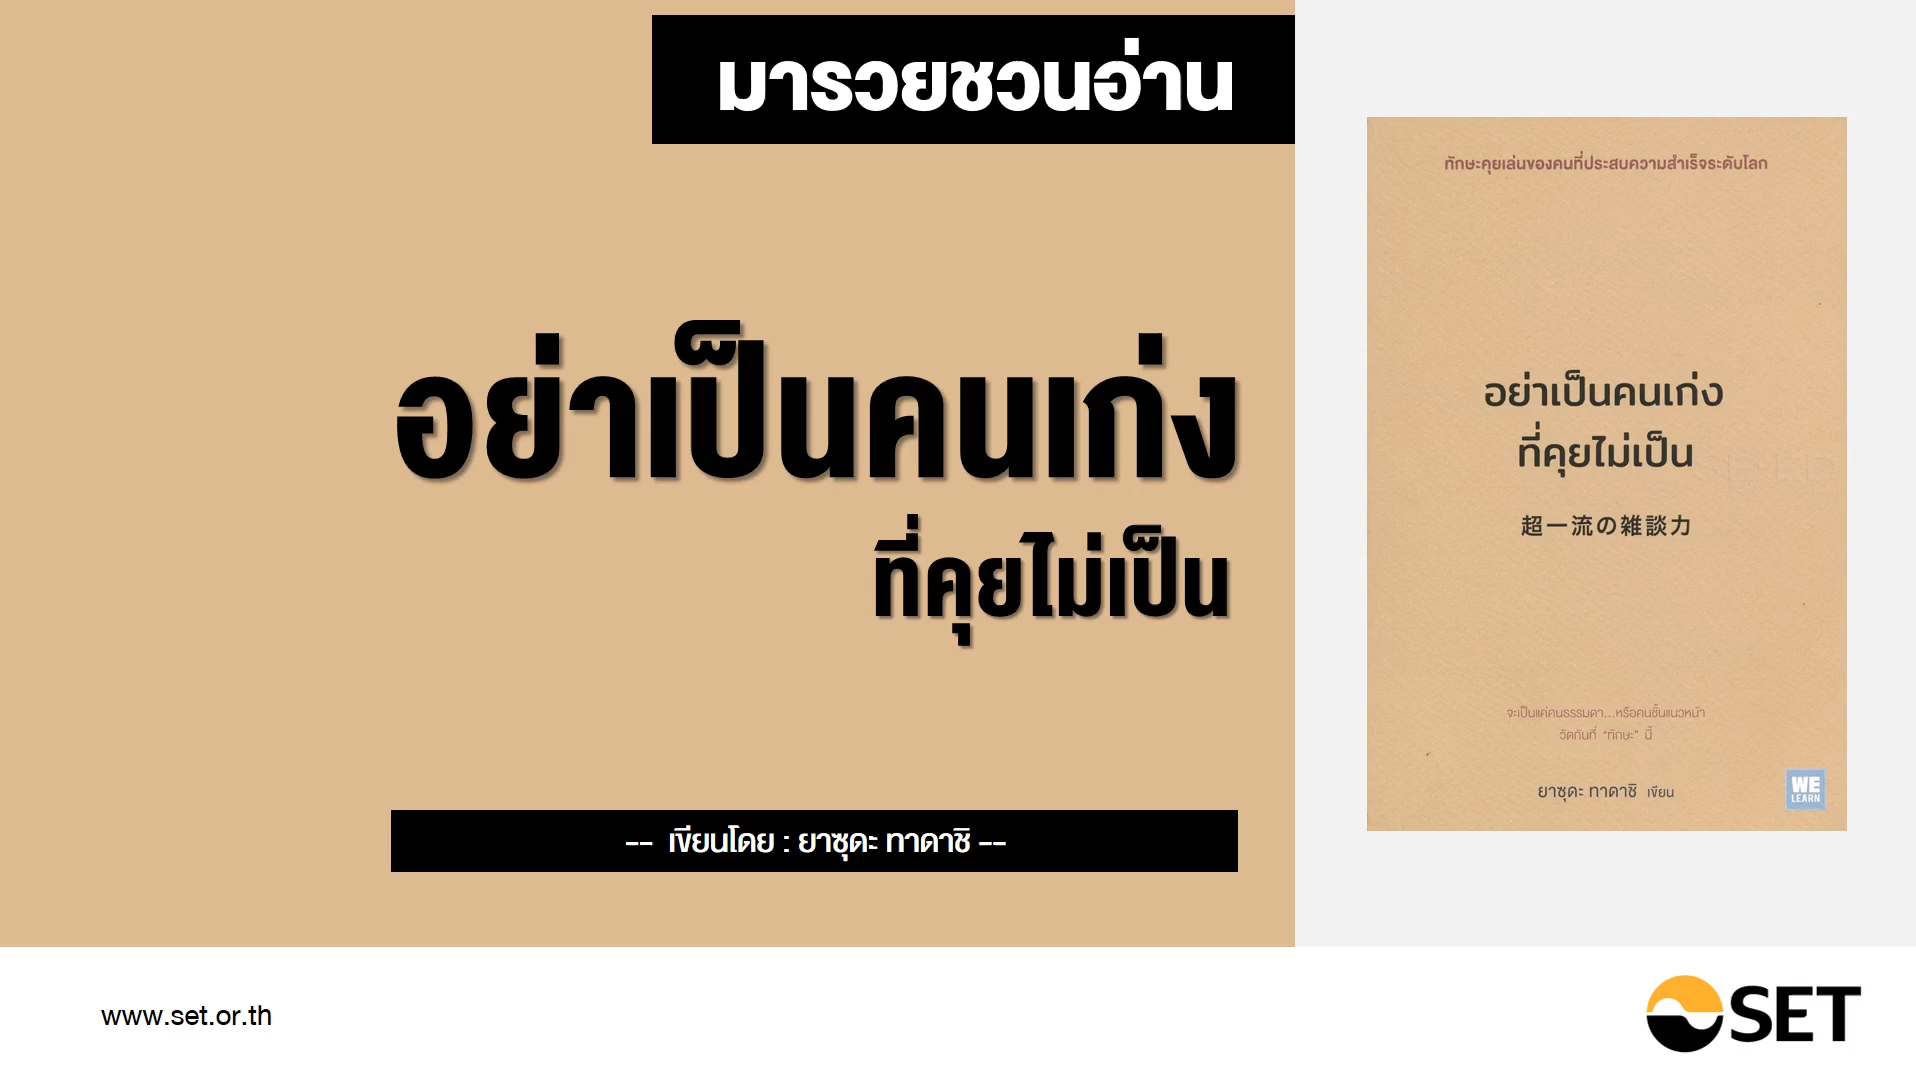 มารวยชวนอ่าน
อย่าเป็นคนเก่ง
ที่คุยไม่เป็น
-- เขียนโดย : ยาซุดะ ทาดาชิ --
ทักษะคุยเล่นของคนที่ประสบความสำเร็จระดับโลก
อย่าเป็นคนเก่ง
ที่คุยไม่เป็น
超一流の雑談力
จะเป็นแค่คนธรรมดา...หรือคนชั้นแนวหน้า
วัดกันที่ "ทักษะ" นี้
ยาซุดะ ทาดาชิ เขียน
WE
LEARN
www.set.or.th
SET